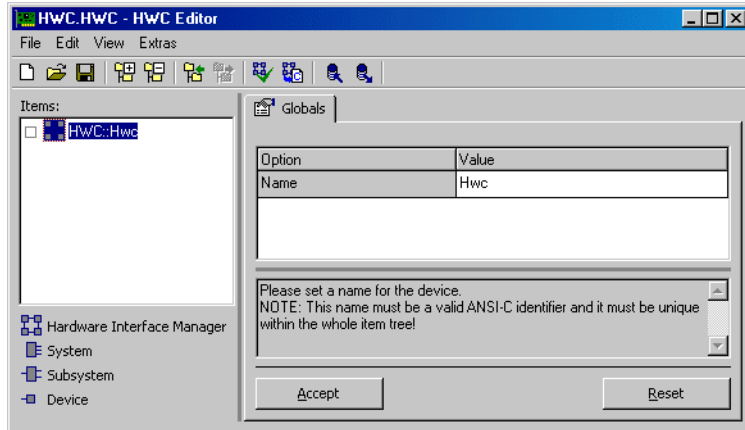 HWC.HWC - HWC Editor
File Edit View Extras
Items:
HWC::Hwc
Globals
Option Value
Name Hwc
Please set a name for the device.
NOTE: This name must be a valid ANSI-C identifier and it must be unique
within the whole item tree!
Hardware Interface Manager
System
Subsystem
Device
Accept Reset